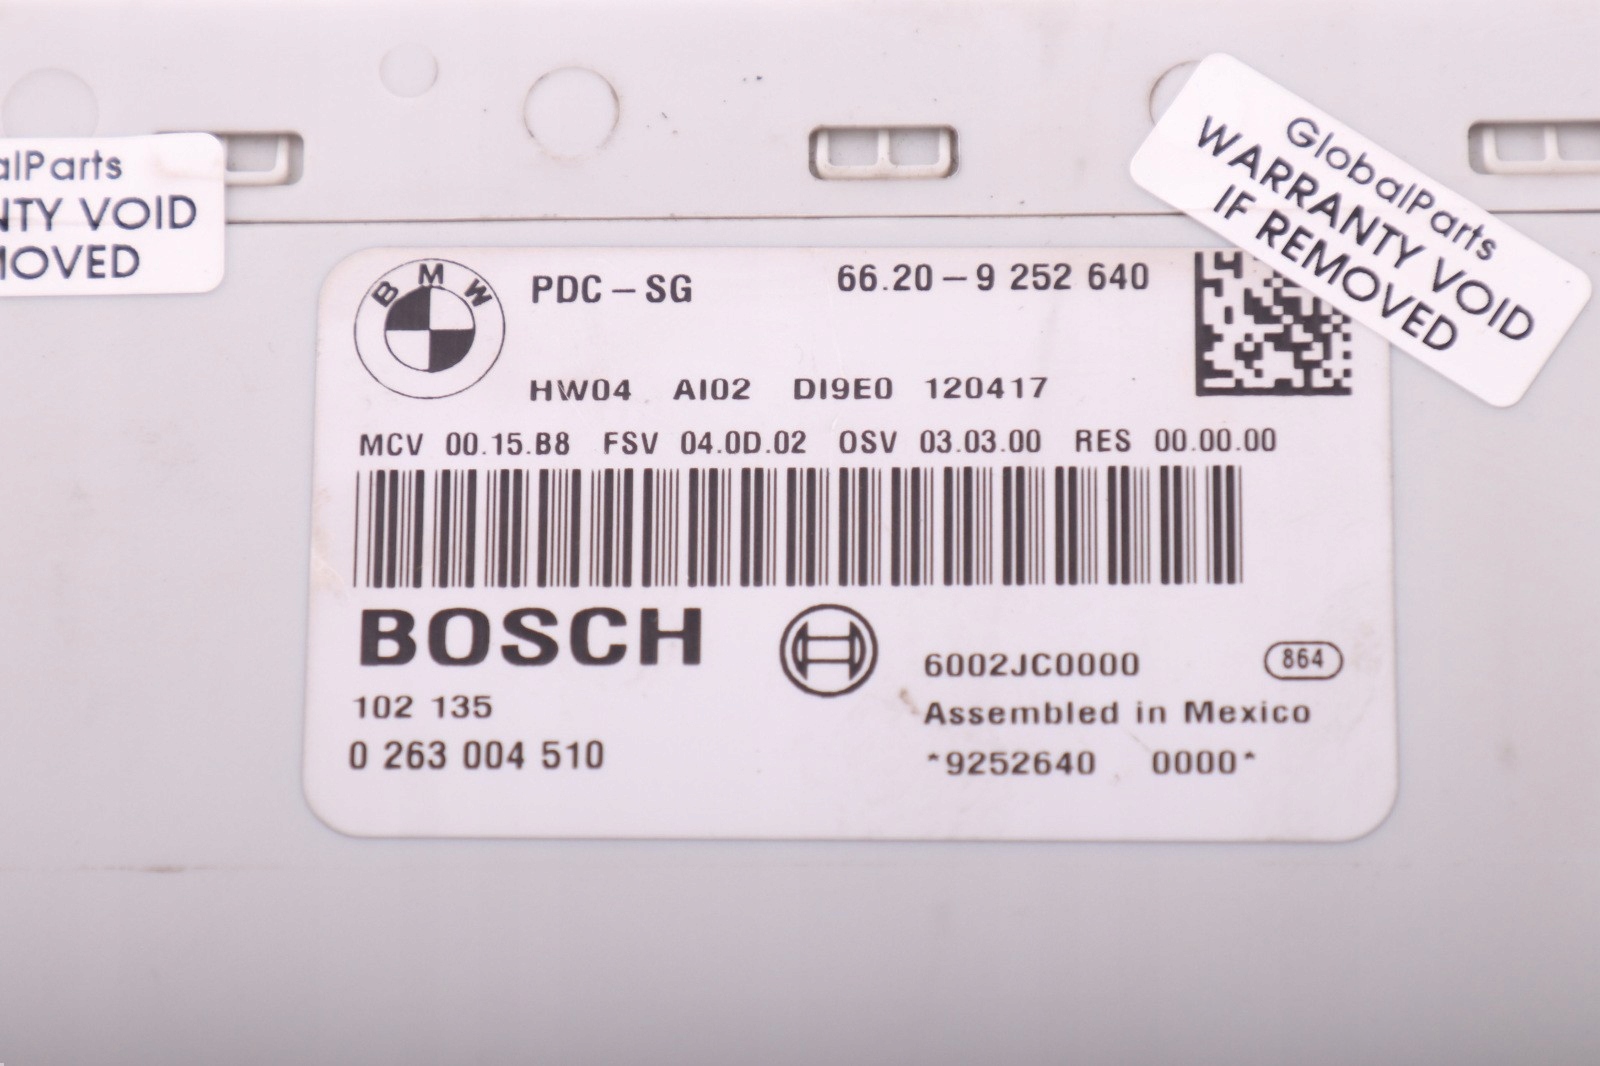 GlobalParts
WARRANTY VOID
IF REMOVED
alParts
NTY VOID
MOVED
BMW
PDC-SG 66.20-9 252 640
HW04 AI02 DI9E0 120417
MCV 00.15.B8 FSV 04.0D.02 OSV 03.03.00 RES 00.00.00
BOSCH
6002JC0000 864
102 135
Assembled in Mexico
0 263 004 510
*9252640 0000*